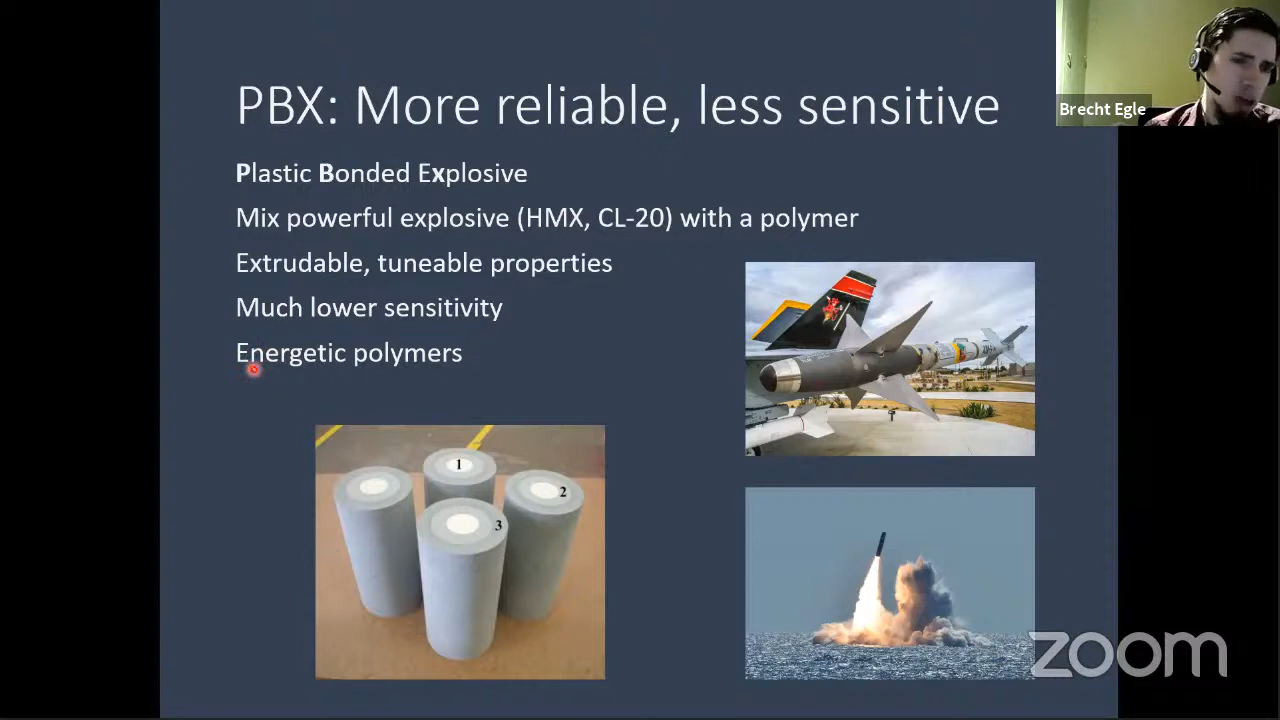 PBX: More reliable, less sensitive
Brecht Egle
Plastic Bonded Explosive
Mix powerful explosive (HMX, CL-20) with a polymer
Extrudable, tuneable properties
Much lower sensitivity
Energetic polymers
1
2
3
zoom